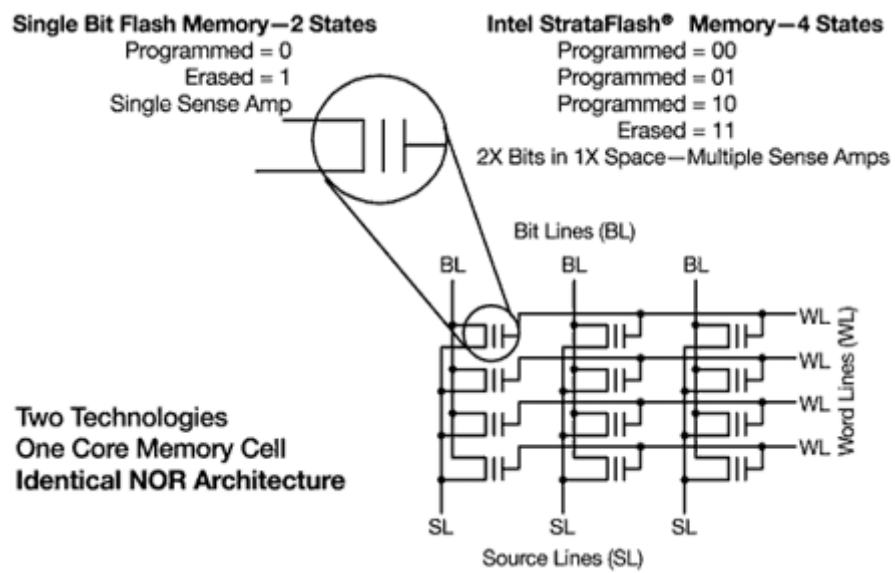 Single Bit Flash Memory—2 States
Programmed = 0
Erased = 1
Single Sense Amp
Intel StrataFlash® Memory—4 States
Programmed = 00
Programmed = 01
Programmed = 10
Erased = 11
2X Bits in 1X Space—Multiple Sense Amps
Bit Lines (BL)
BL BL BL
WL
WL
WL
WL
Word Lines (WL)
Two Technologies
One Core Memory Cell
Identical NOR Architecture
SL SL SL
Source Lines (SL)